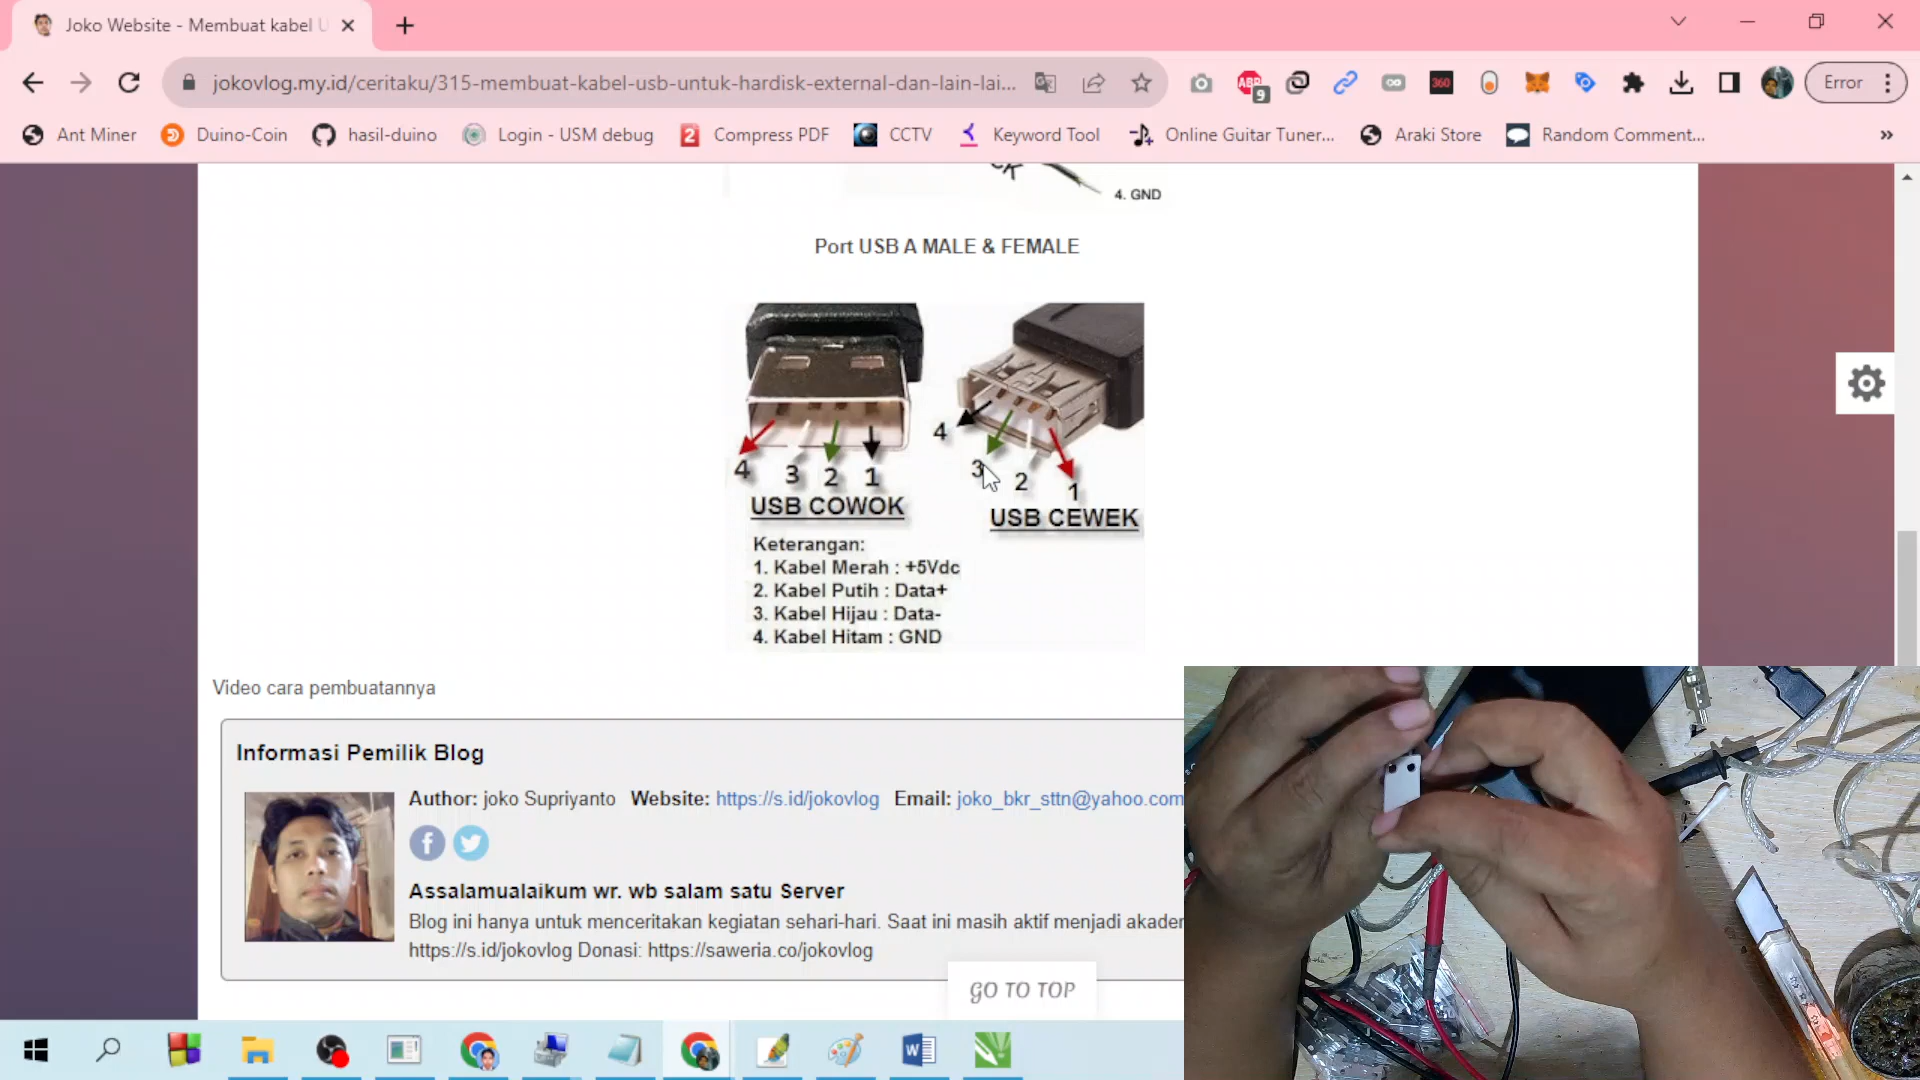 Joko Website - Membuat kabel U
jokovlog.my.id/ceritaku/315-membuat-kabel-usb-untuk-hardisk-external-dan-lain-lai...
ABP
9
360
Error
Ant Miner
Duino-Coin
hasil-duino
Login - USM debug
2
Compress PDF
CCTV
Keyword Tool
Online Guitar Tuner...
Araki Store
Random Comment...
»
4. GND
Port USB A MALE & FEMALE
4 3 2 1
USB COWOK
4 3 2 1
USB CEWEK
Keterangan:
1. Kabel Merah : +5Vdc
2. Kabel Putih : Data+
3. Kabel Hijau : Data-
4. Kabel Hitam : GND
Video cara pembuatannya
Informasi Pemilik Blog
Author: joko Supriyanto Website: https://s.id/jokovlog Email: joko_bkr_sttn@yahoo.com
Assalamualaikum wr. wb salam satu Server
Blog ini hanya untuk menceritakan kegiatan sehari-hari. Saat ini masih aktif menjadi akader
https://s.id/jokovlog Donasi: https://saweria.co/jokovlog
GO TO TOP